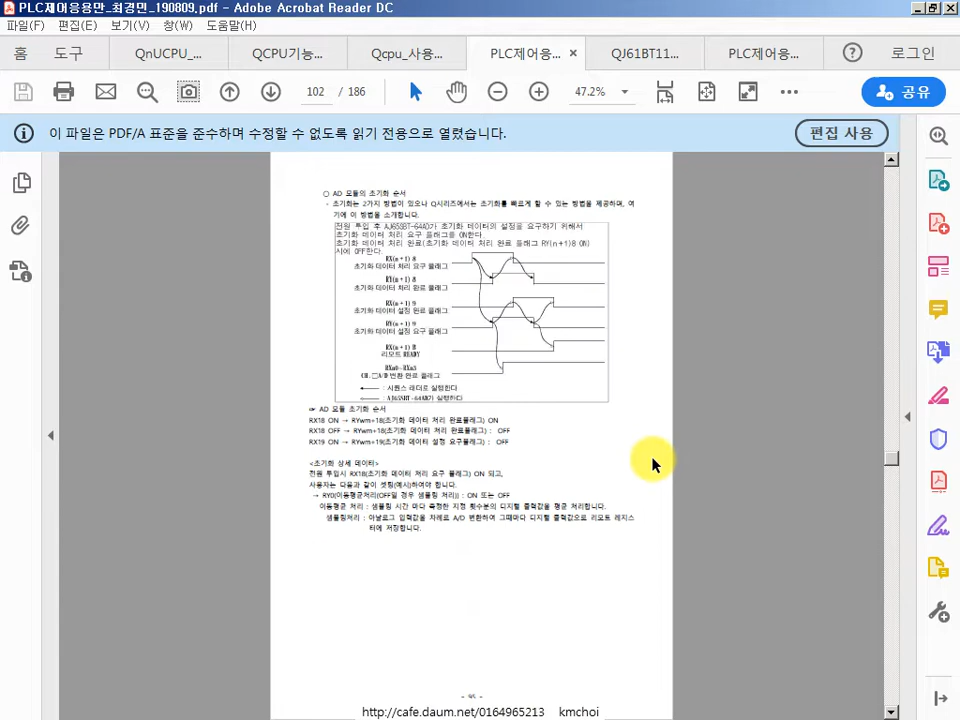 PLC제어응용만_최경민_190809.pdf - Adobe Acrobat Reader DC
파일(F) 편집(E) 보기(V) 창(W) 도움말(H)
홈 도구 QnUCPU_... QCPU기능... Qcpu_사용... PLC제어응용... × QJ61BT11... PLC제어응용... ? 로그인
102 / 186 47.2% 공유
이 파일은 PDF/A 표준을 준수하며 수정할 수 없도록 읽기 전용으로 열렸습니다. 편집 사용
○ AD 모듈의 초기화 순서
- 초기화는 2가지 방법이 있으나 Q시리즈에서는 초기화를 빠르게 할 수 있는 방법을 제공하며, 여
기에 이 방법을 소개합니다.
전원 투입 후 AJ65SBT-64AD가 초기화 데이터의 설정을 요구하기 위해서
초기화 데이터 처리 요구 플래그를 ON한다.
초기화 데이터 처리 완료(초기화 데이터 처리 완료 플래그 RY(n+1)8 ON)
시에 OFF한다.
RX(n+1) 8
초기화 데이터 처리 요구 플래그
RY(n+1) 8
초기화 데이터 처리 완료 플래그
RX(n+1) 9
초기화 데이터 설정 완료 플래그
RY(n+1) 9
초기화 데이터 설정 요구 플래그
RX(n+1) B
리모트 READY
RXn0~RXn3
CH.□A/D 변환 완료 플래그
: 시퀀스 래더로 실행한다
: AJ65SBT-64AD가 실행한다
☞ AD 모듈 초기화 순서
RX18 ON → RYwm+18(초기화 데이터 처리 완료플래그) ON
RX18 OFF → RYwm+18(초기화 데이터 처리 완료플래그) : OFF
RX19 ON → RYwm+19(초기화 데이터 설정 요구플래그) : OFF
<초기화 상세 데이터>
전원 투입시 RX18(초기화 데이터 처리 요구 플래그) ON 되고,
사용자는 다음과 같이 셋팅(예시)하여야 합니다.
→ RY0(이동평균처리(OFF일 경우 샘플링 처리)) : ON 또는 OFF
이동평균 처리 : 샘플링 시간 마다 측정한 지정 횟수분의 디지털 출력값을 평균 처리합니다.
샘플링처리 : 아날로그 입력값을 차례로 A/D 변환하여 그때마다 디지털 출력값으로 리모트 레지스
터에 저장합니다.
- 95 -
http://cafe.daum.net/0164965213 kmchoi